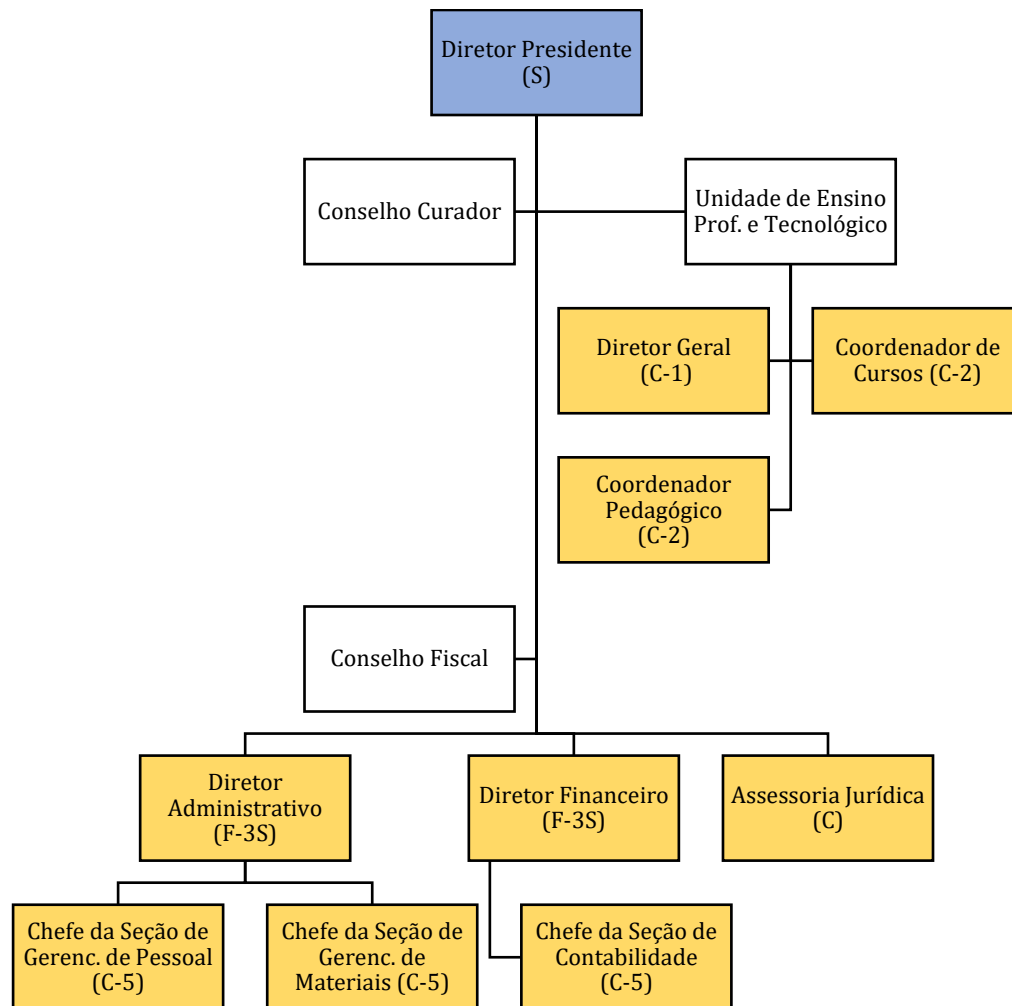 Diretor Presidente
(S)
Conselho Curador
Unidade de Ensino
Prof. e Tecnológico
Diretor Geral
(C-1)
Coordenador de
Cursos (C-2)
Coordenador
Pedagógico
(C-2)
Conselho Fiscal
Diretor
Administrativo
(F-3S)
Diretor Financeiro
(F-3S)
Assessoria Jurídica
(C)
Chefe da Seção de
Gerenc. de Pessoal
(C-5)
Chefe da Seção de
Gerenc. de
Materiais (C-5)
Chefe da Seção de
Contabilidade
(C-5)